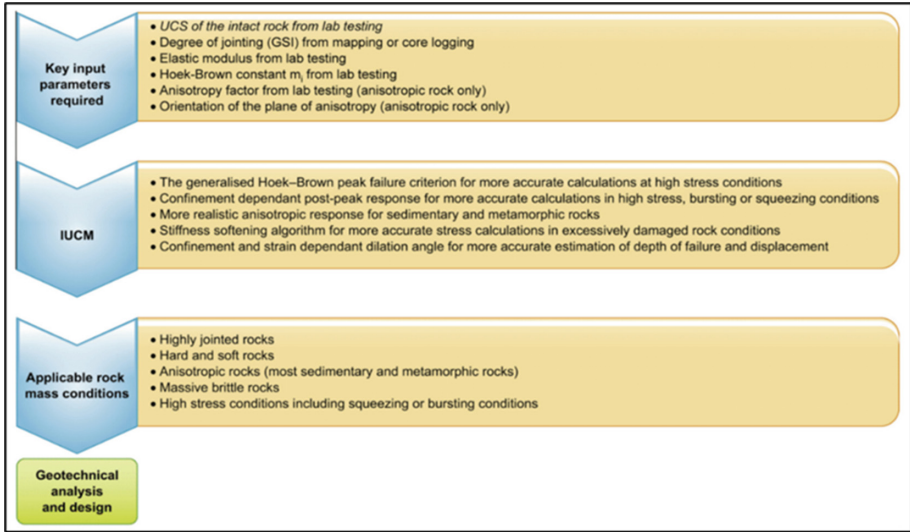 Key input
parameters
required
• UCS of the intact rock from lab testing
• Degree of jointing (GSI) from mapping or core logging
• Elastic modulus from lab testing
• Hoek-Brown constant mi from lab testing
• Anisotropy factor from lab testing (anisotropic rock only)
• Orientation of the plane of anisotropy (anisotropic rock only)
IUCM
• The generalised Hoek–Brown peak failure criterion for more accurate calculations at high stress conditions
• Confinement dependant post-peak response for more accurate calculations in high stress, bursting or squeezing conditions
• More realistic anisotropic response for sedimentary and metamorphic rocks
• Stiffness softening algorithm for more accurate stress calculations in excessively damaged rock conditions
• Confinement and strain dependant dilation angle for more accurate estimation of depth of failure and displacement
Applicable rock
mass conditions
• Highly jointed rocks
• Hard and soft rocks
• Anisotropic rocks (most sedimentary and metamorphic rocks)
• Massive brittle rocks
• High stress conditions including squeezing or bursting conditions
Geotechnical
analysis
and design